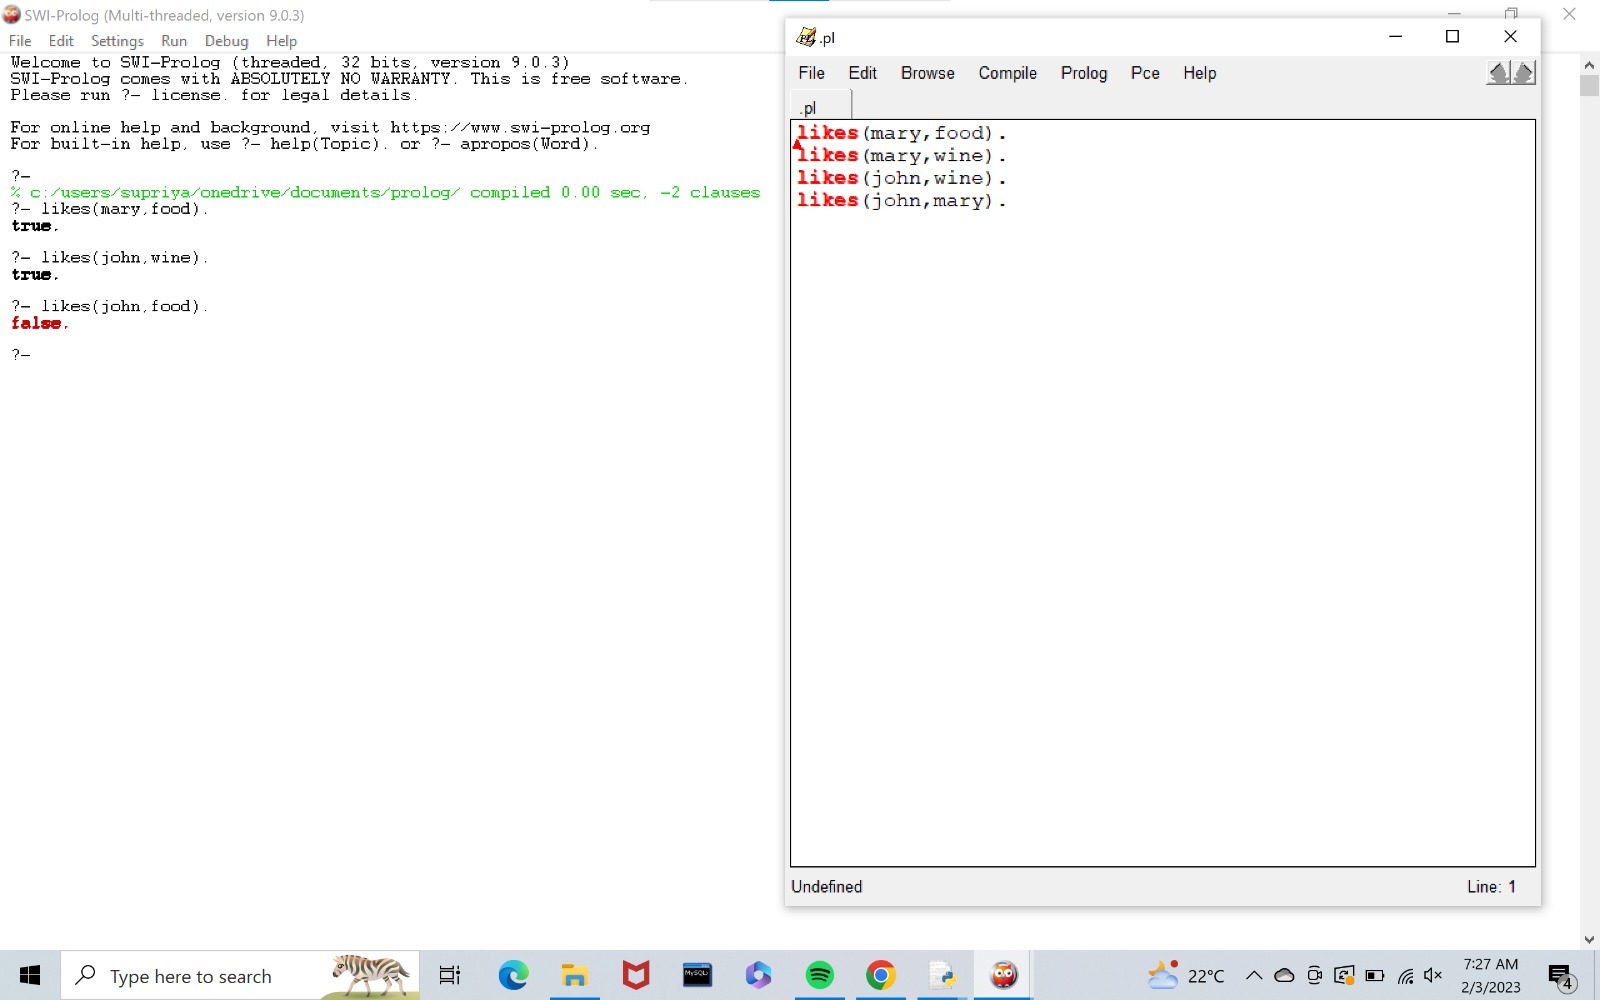 SWI-Prolog (Multi-threaded, version 9.0.3)
File Edit Settings Run Debug Help
Welcome to SWI-Prolog (threaded, 32 bits, version 9.0.3)
SWI-Prolog comes with ABSOLUTELY NO WARRANTY. This is free software.
Please run ?- license. for legal details.
For online help and background, visit https://www.swi-prolog.org
For built-in help, use ?- help(Topic). or ?- apropos(Word).
?-
% c:/users/supriya/onedrive/documents/prolog/ compiled 0.00 sec, -2 clauses
?- likes(mary,food).
true.
?- likes(john,wine).
true.
?- likes(john,food).
false.
?-
.pl
File Edit Browse Compile Prolog Pce Help
.pl
likes(mary,food).
likes(mary,wine).
likes(john,wine).
likes(john,mary).
Undefined Line: 1
Type here to search
MySQL
22°C
7:27 AM
2/3/2023
4